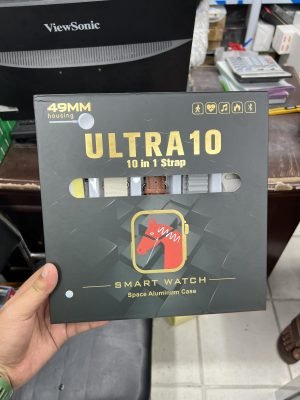 ViewSonic
49MM
housing
ULTRA10
10 in 1 Strap
SMART WATCH
Space Aluminum Case